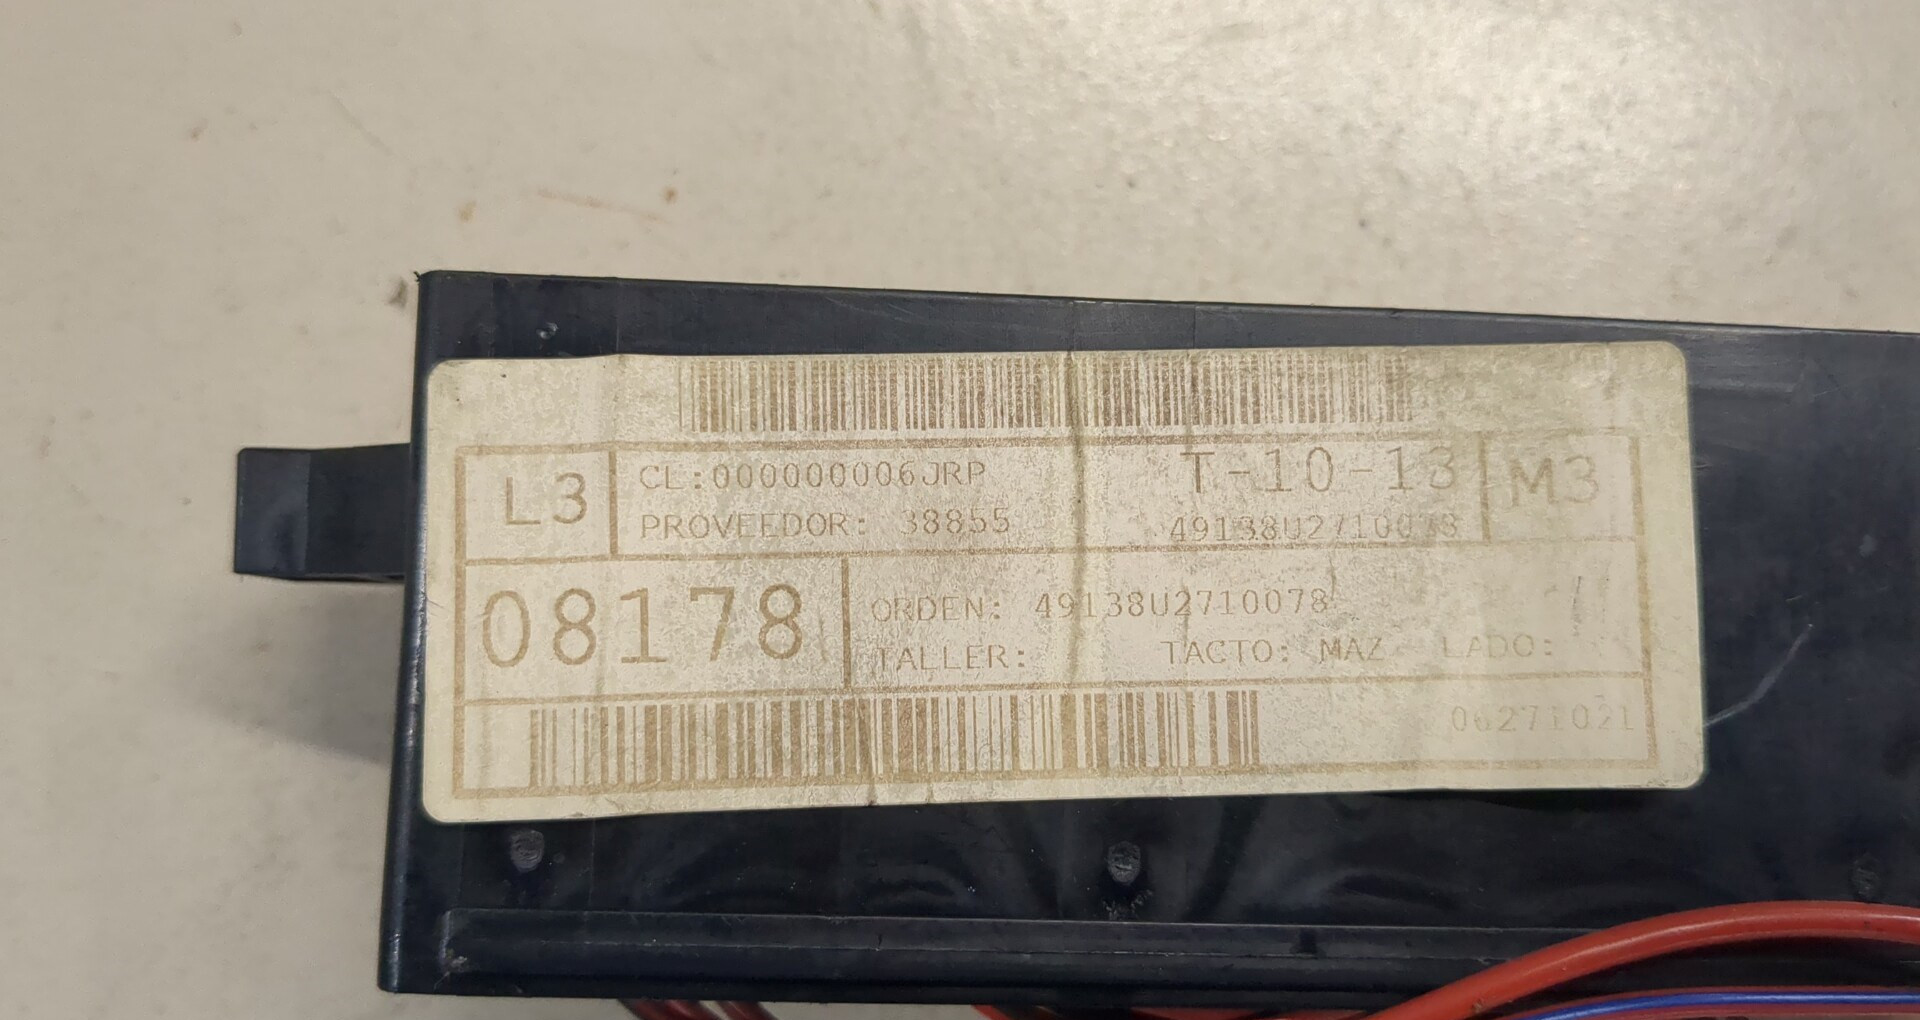 L3
CL:000000006JRP
T-10-13
M3
PROVEEDOR: 38855
49138U2710078
08178
ORDEN: 49138U2710078
TALLER:
TACTO: MAZ LADO:
06271021